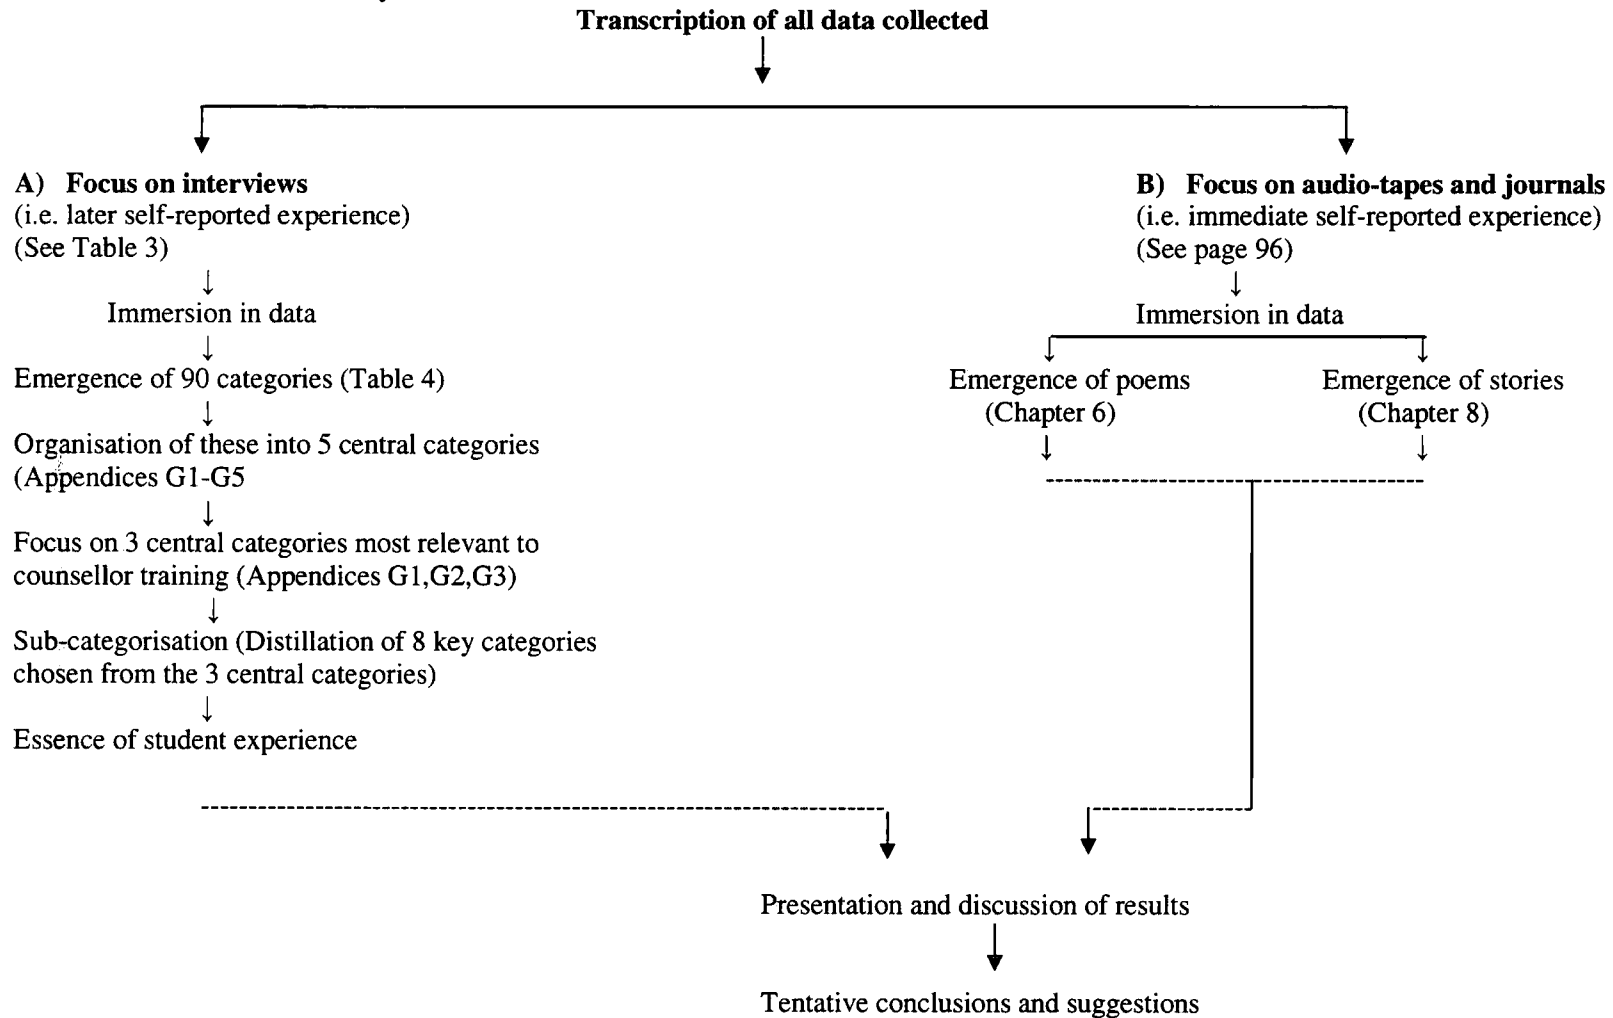 Transcription of all data collected
A) Focus on interviews
(i.e. later self-reported experience)
(See Table 3)
Immersion in data
Emergence of 90 categories (Table 4)
Organisation of these into 5 central categories
(Appendices G1-G5
Focus on 3 central categories most relevant to
counsellor training (Appendices G1,G2,G3)
Sub-categorisation (Distillation of 8 key categories
chosen from the 3 central categories)
Essence of student experience
B) Focus on audio-tapes and journals
(i.e. immediate self-reported experience)
(See page 96)
Immersion in data
Emergence of poems
(Chapter 6)
Emergence of stories
(Chapter 8)
Presentation and discussion of results
Tentative conclusions and suggestions